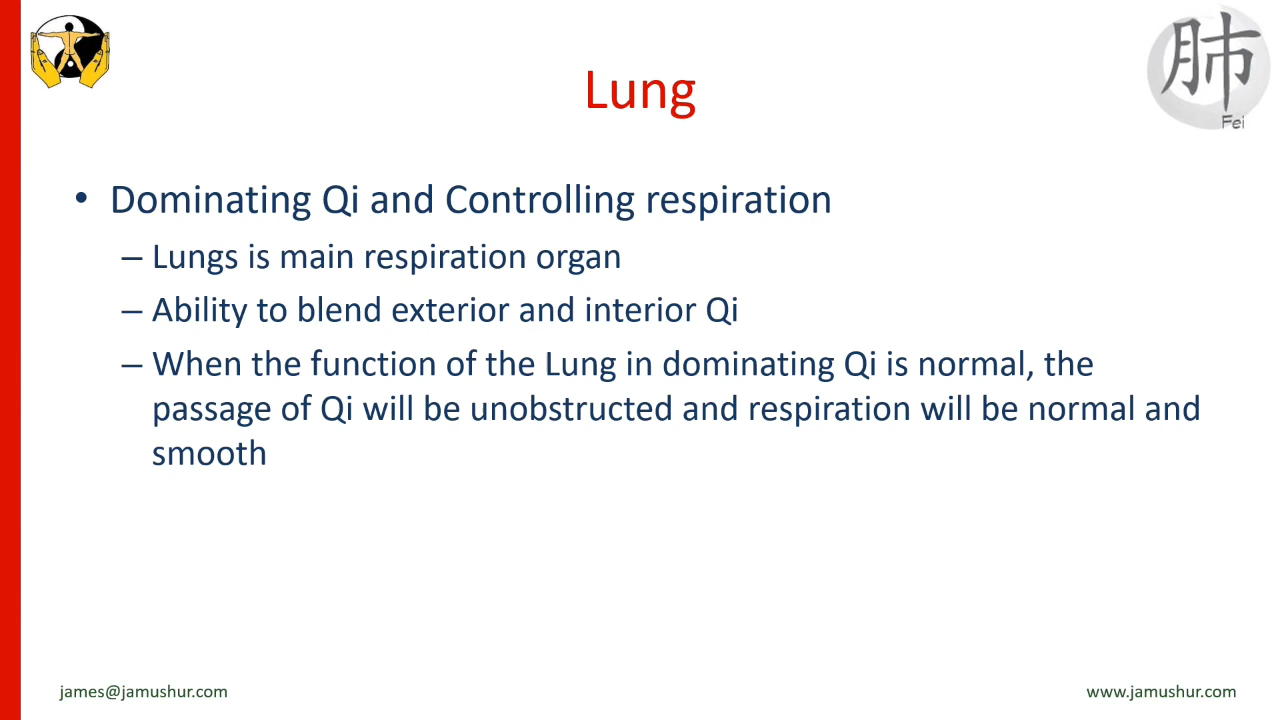 肺
Fei
Lung
• Dominating Qi and Controlling respiration
– Lungs is main respiration organ
– Ability to blend exterior and interior Qi
– When the function of the Lung in dominating Qi is normal, the
passage of Qi will be unobstructed and respiration will be normal and
smooth
james@jamushur.com
www.jamushur.com